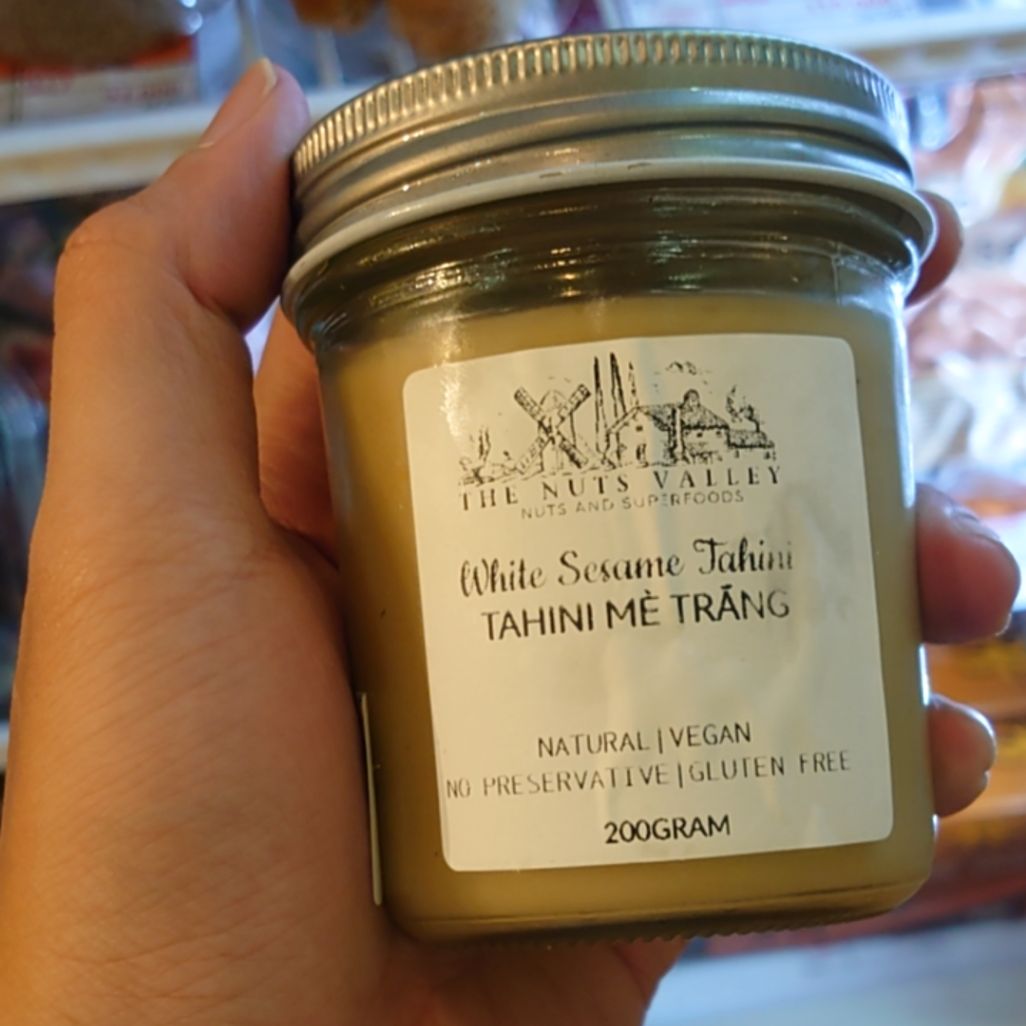 THE NUTS VALLEY
NUTS AND SUPERFOODS
White Sesame Tahini
TAHINI MÈ TRẮNG
NATURAL | VEGAN
NO PRESERVATIVE | GLUTEN FREE
200GRAM